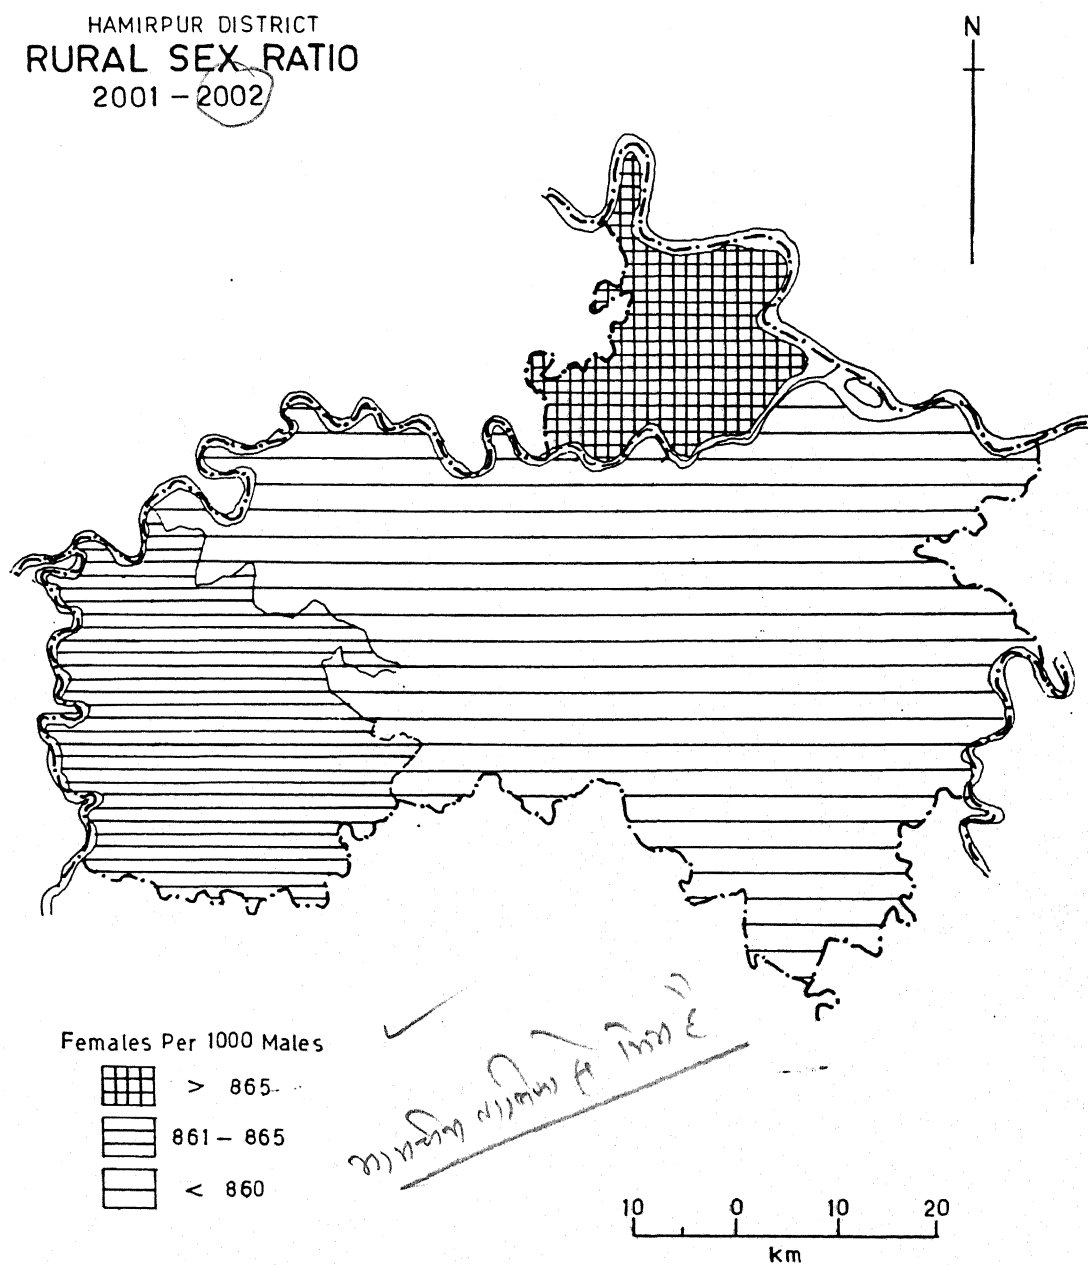 HAMIRPUR DISTRICT
RURAL SEX RATIO
2001 – 2002
N
Females Per 1000 Males
> 865
861 – 865
< 860
10 0 10 20
km